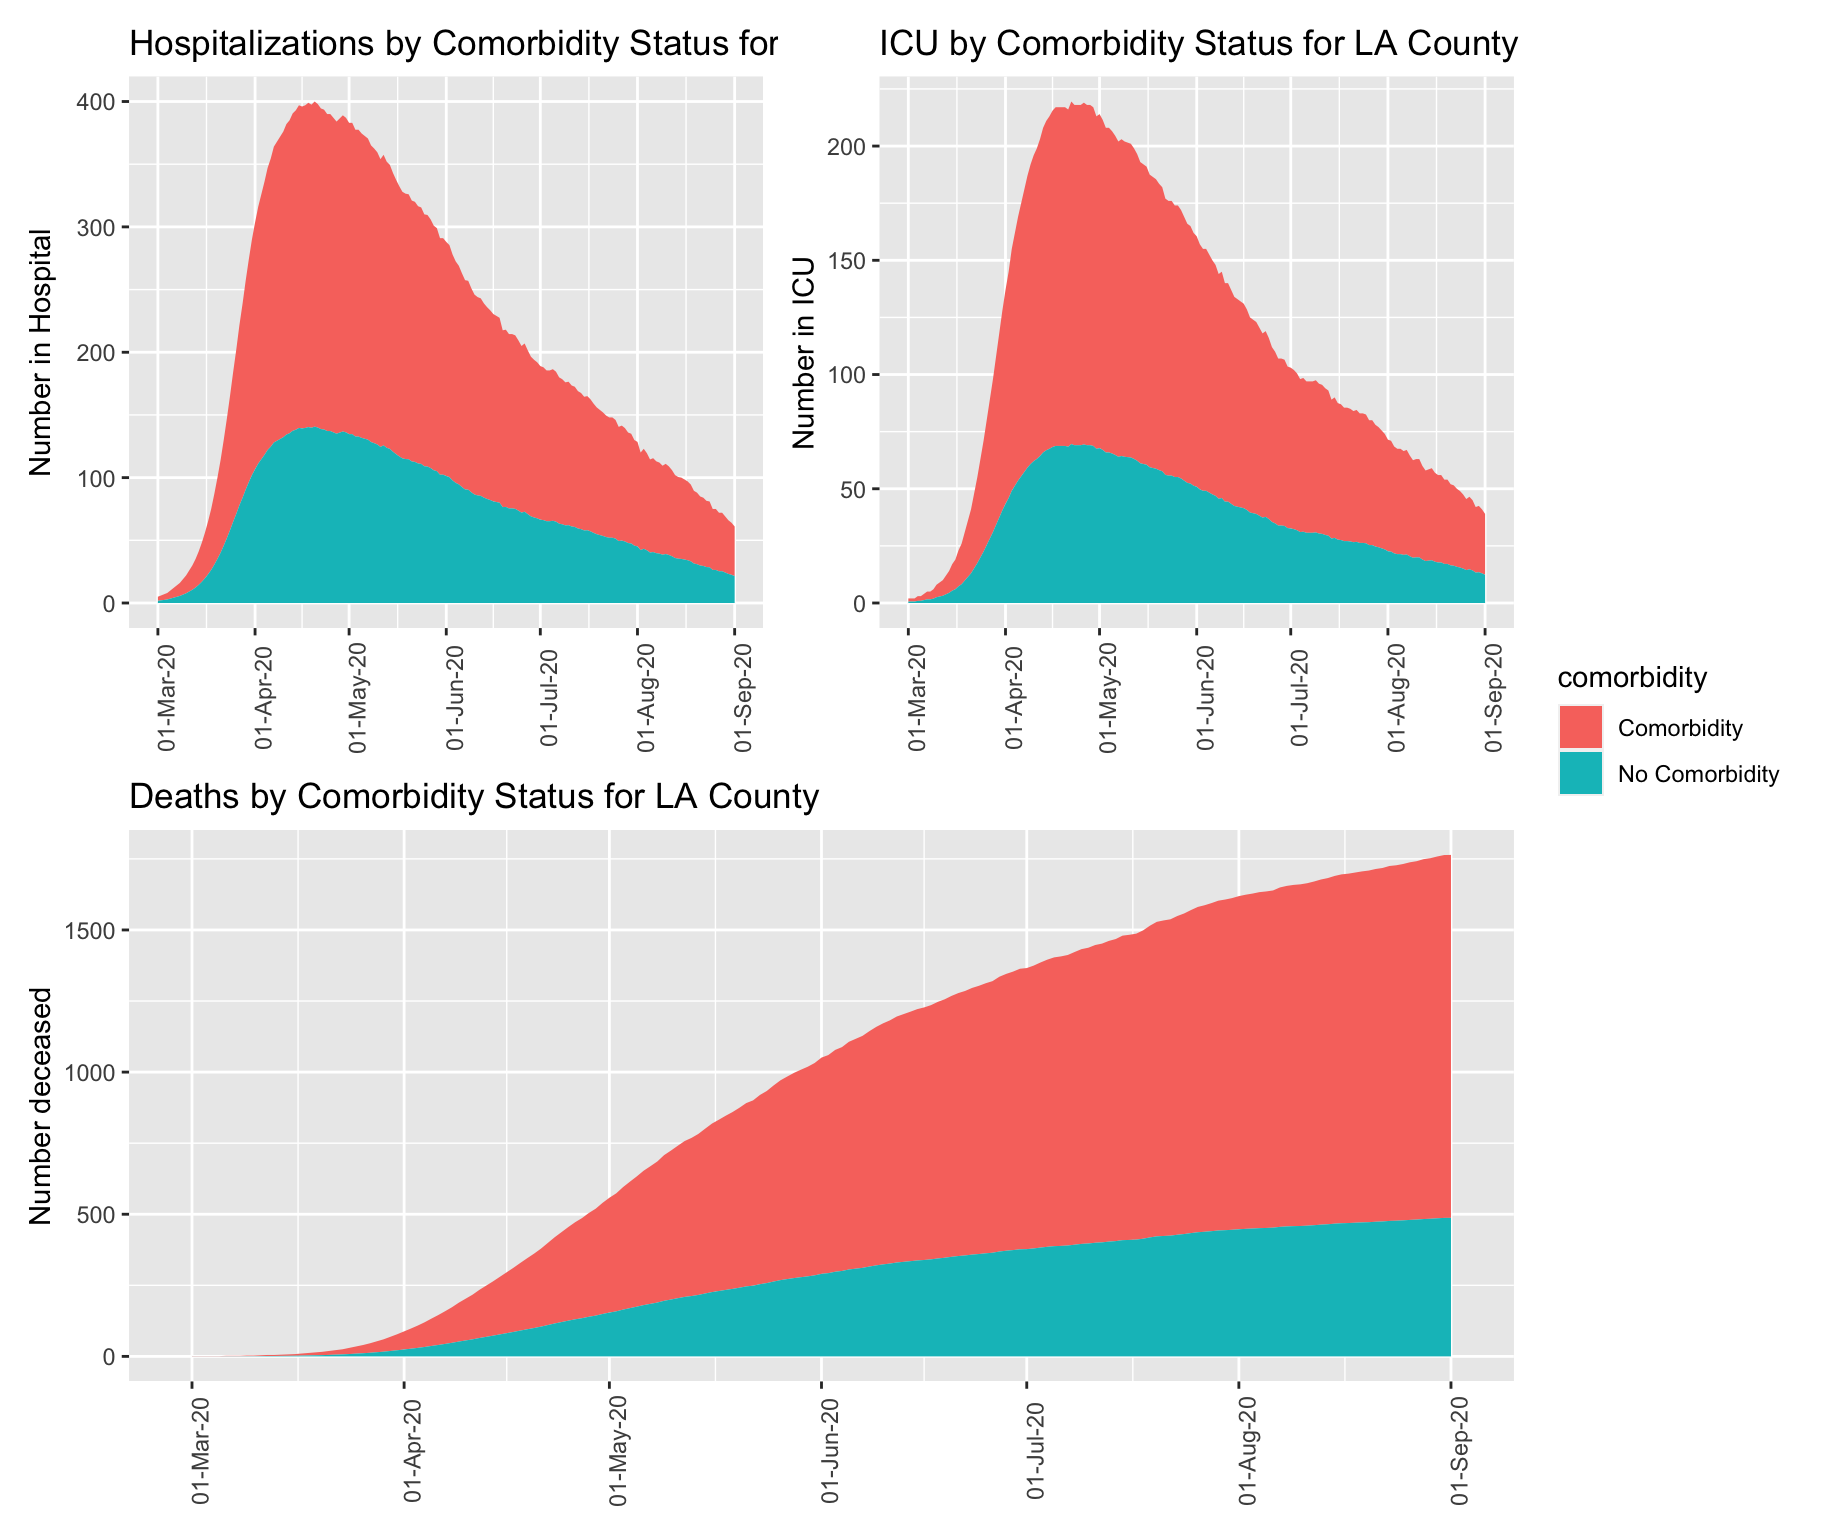 Hospitalizations by Comorbidity Status for
Number in Hospital
400
300
200
100
0
01-Mar-20
01-Apr-20
01-May-20
01-Jun-20
01-Jul-20
01-Aug-20
01-Sep-20
ICU by Comorbidity Status for LA County
Number in ICU
200
150
100
50
0
01-Mar-20
01-Apr-20
01-May-20
01-Jun-20
01-Jul-20
01-Aug-20
01-Sep-20
comorbidity
Comorbidity
No Comorbidity
Deaths by Comorbidity Status for LA County
Number deceased
1500
1000
500
0
01-Mar-20
01-Apr-20
01-May-20
01-Jun-20
01-Jul-20
01-Aug-20
01-Sep-20